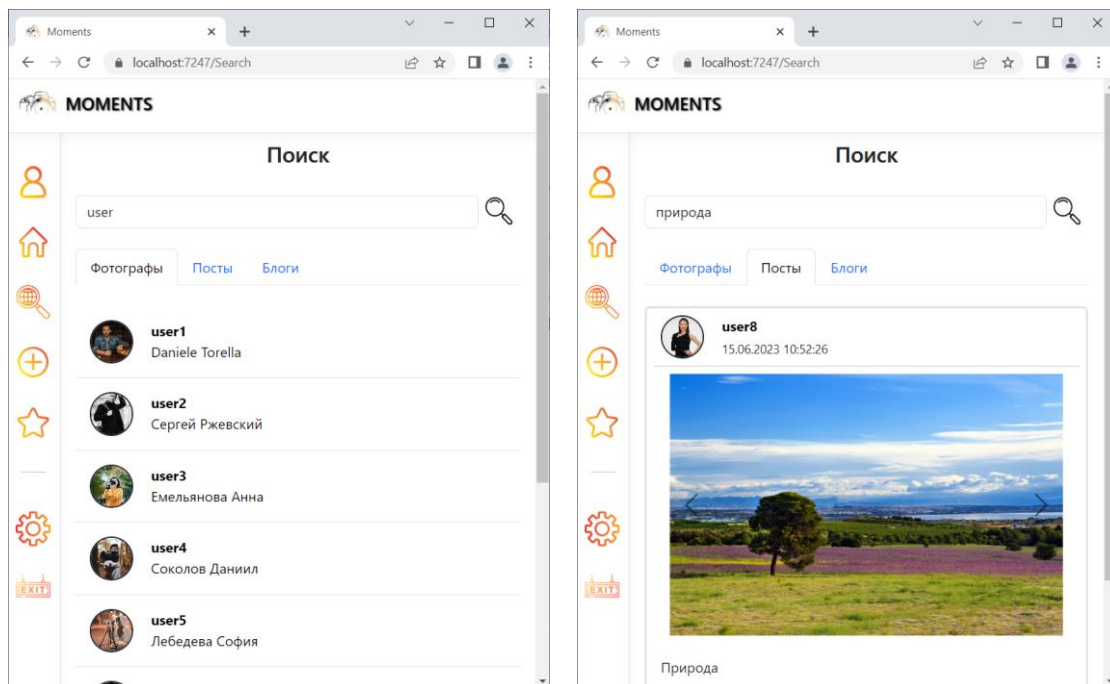 Moments
localhost:7247/Search
MOMENTS
Поиск
user
Фотографы Посты Блоги
user1
Daniele Torella
user2
Сергей Ржевский
user3
Емельянова Анна
user4
Соколов Даниил
user5
Лебедева София
EXIT
Moments
localhost:7247/Search
MOMENTS
Поиск
природа
Фотографы Посты Блоги
user8
15.06.2023 10:52:26
Природа
EXIT